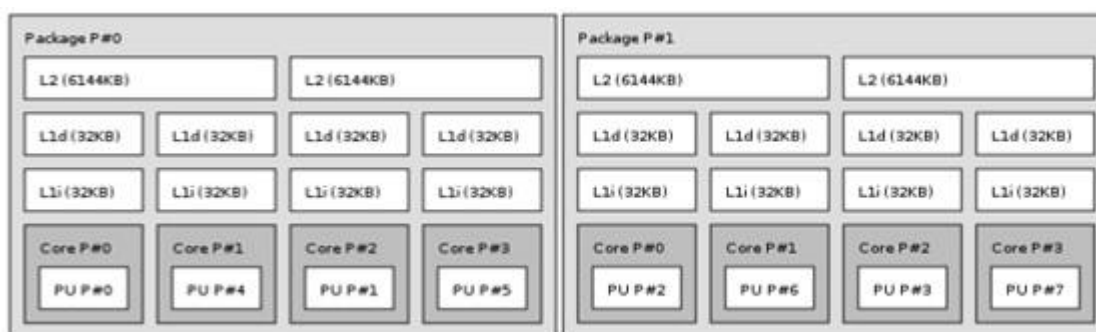 Package P#0
L2 (6144KB) L2 (6144KB)
L1d (32KB) L1d (32KB) L1d (32KB) L1d (32KB)
L1i (32KB) L1i (32KB) L1i (32KB) L1i (32KB)
Core P#0 Core P#1 Core P#2 Core P#3
PU P#0 PU P#4 PU P#1 PU P#5
Package P#1
L2 (6144KB) L2 (6144KB)
L1d (32KB) L1d (32KB) L1d (32KB) L1d (32KB)
L1i (32KB) L1i (32KB) L1i (32KB) L1i (32KB)
Core P#0 Core P#1 Core P#2 Core P#3
PU P#2 PU P#6 PU P#3 PU P#7